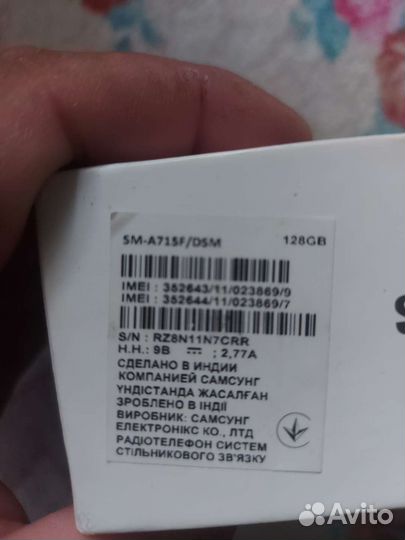 SM-A715F/DSM 128GB
IMEI : 352643/11/023869/9
IMEI : 352644/11/023869/7
S/N : RZ8N11N7CRR
H.H.: 9В ⎓ ; 2,77А
СДЕЛАНО В ИНДИИ
КОМПАНИЕЙ САМСУНГ
ҮНДІСТАНДА ЖАСАЛҒАН
ЗРОБЛЕНО В ІНДІЇ
ВИРОБНИК: САМСУНГ
ЕЛЕКТРОНІКС КО., ЛТД
РАДІОТЕЛЕФОН СИСТЕМ
СТІЛЬНИКОВОГО ЗВ'ЯЗКУ
S
Avito